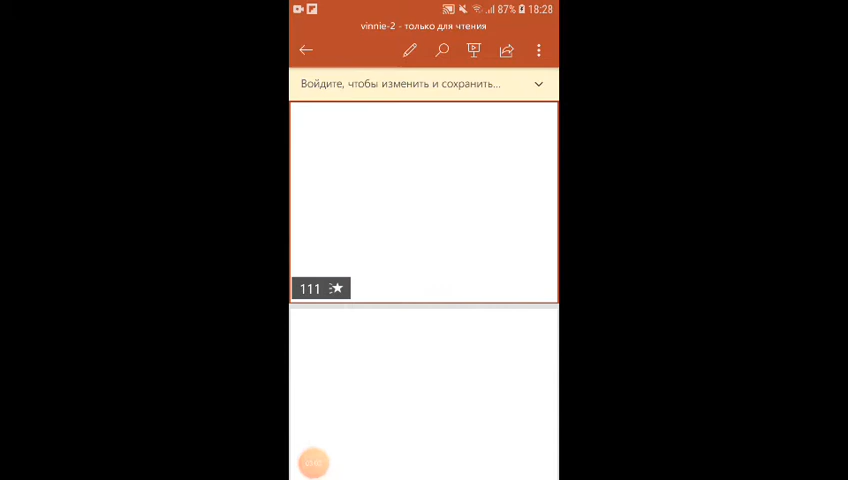 87% 18:28
vinnie-2 - только для чтения
Войдите, чтобы изменить и сохранить...
111